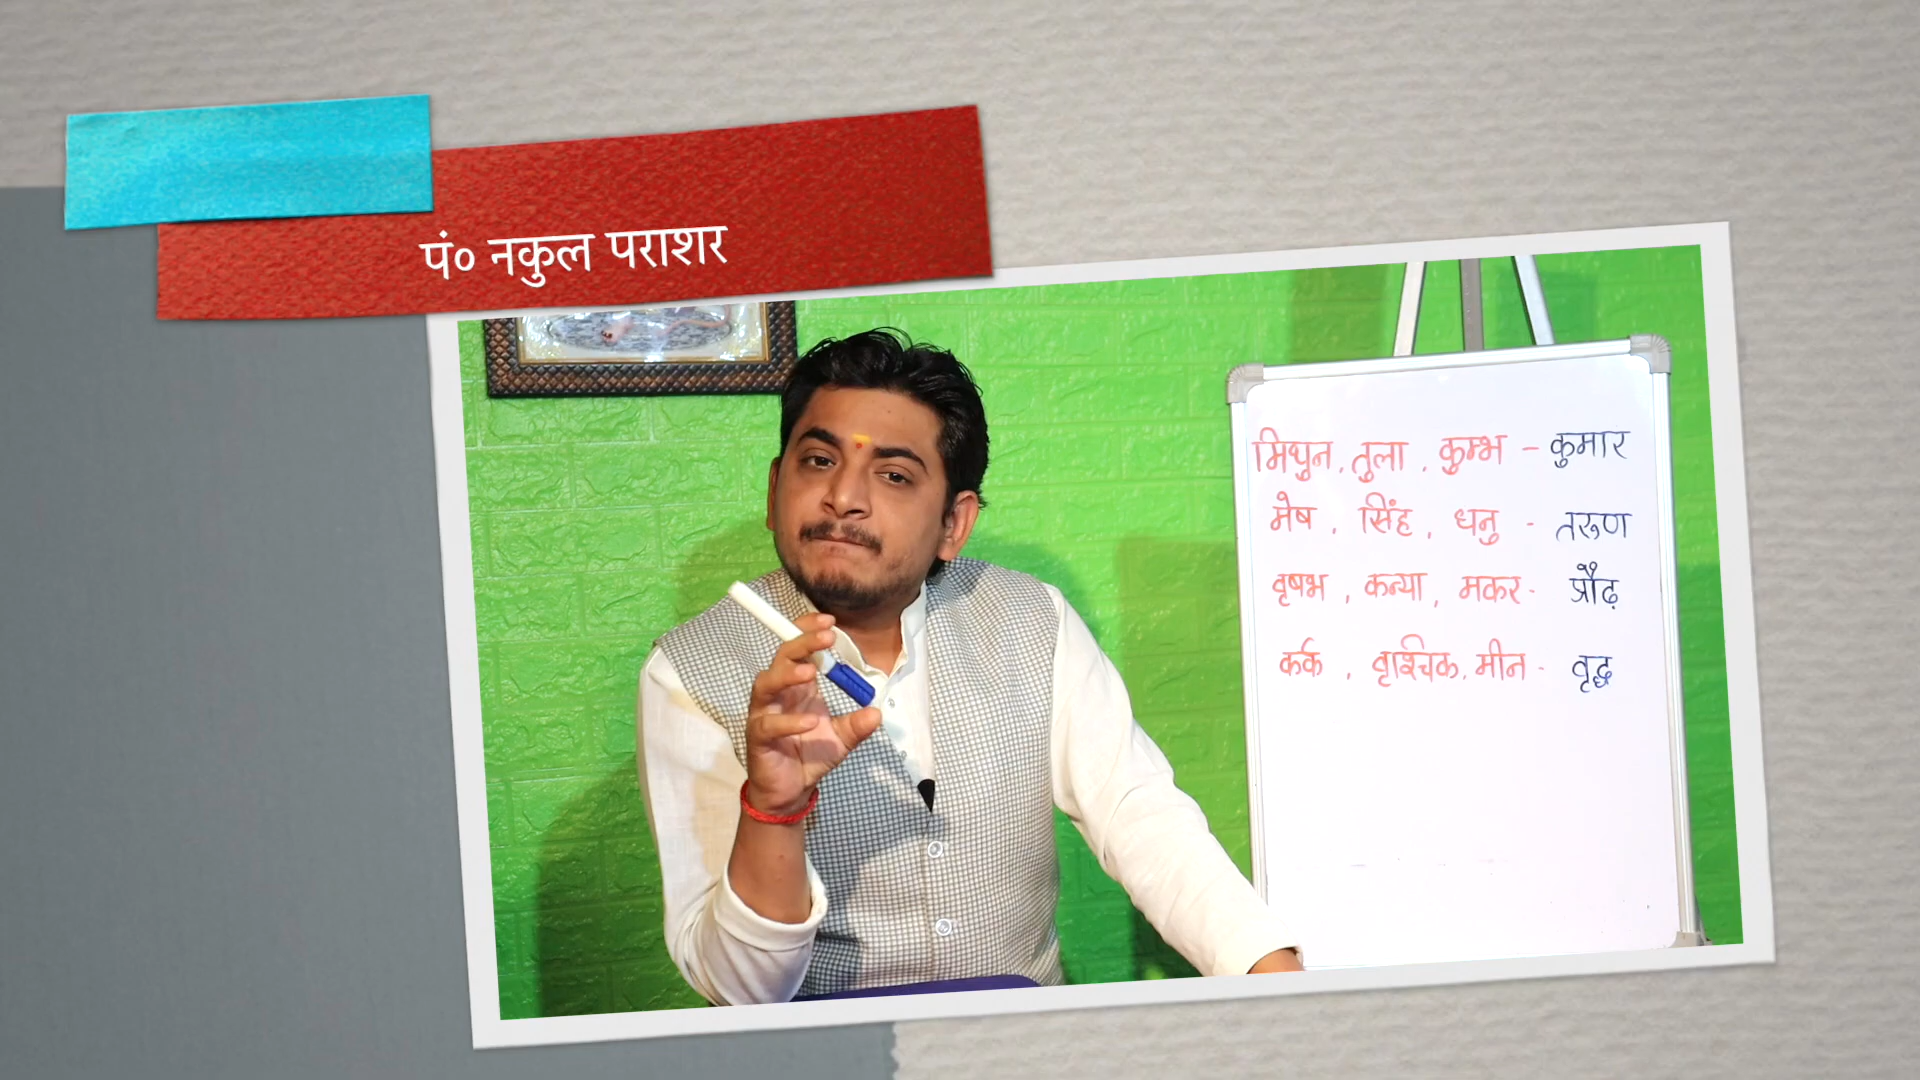 पं० नकुल पराशर
मिथुन, तुला, कुम्भ - कुमार
मेष, सिंह, धनु - तरुण
वृषभ, कन्या, मकर - प्रौढ़
कर्क, वृश्चिक, मीन - वृद्ध